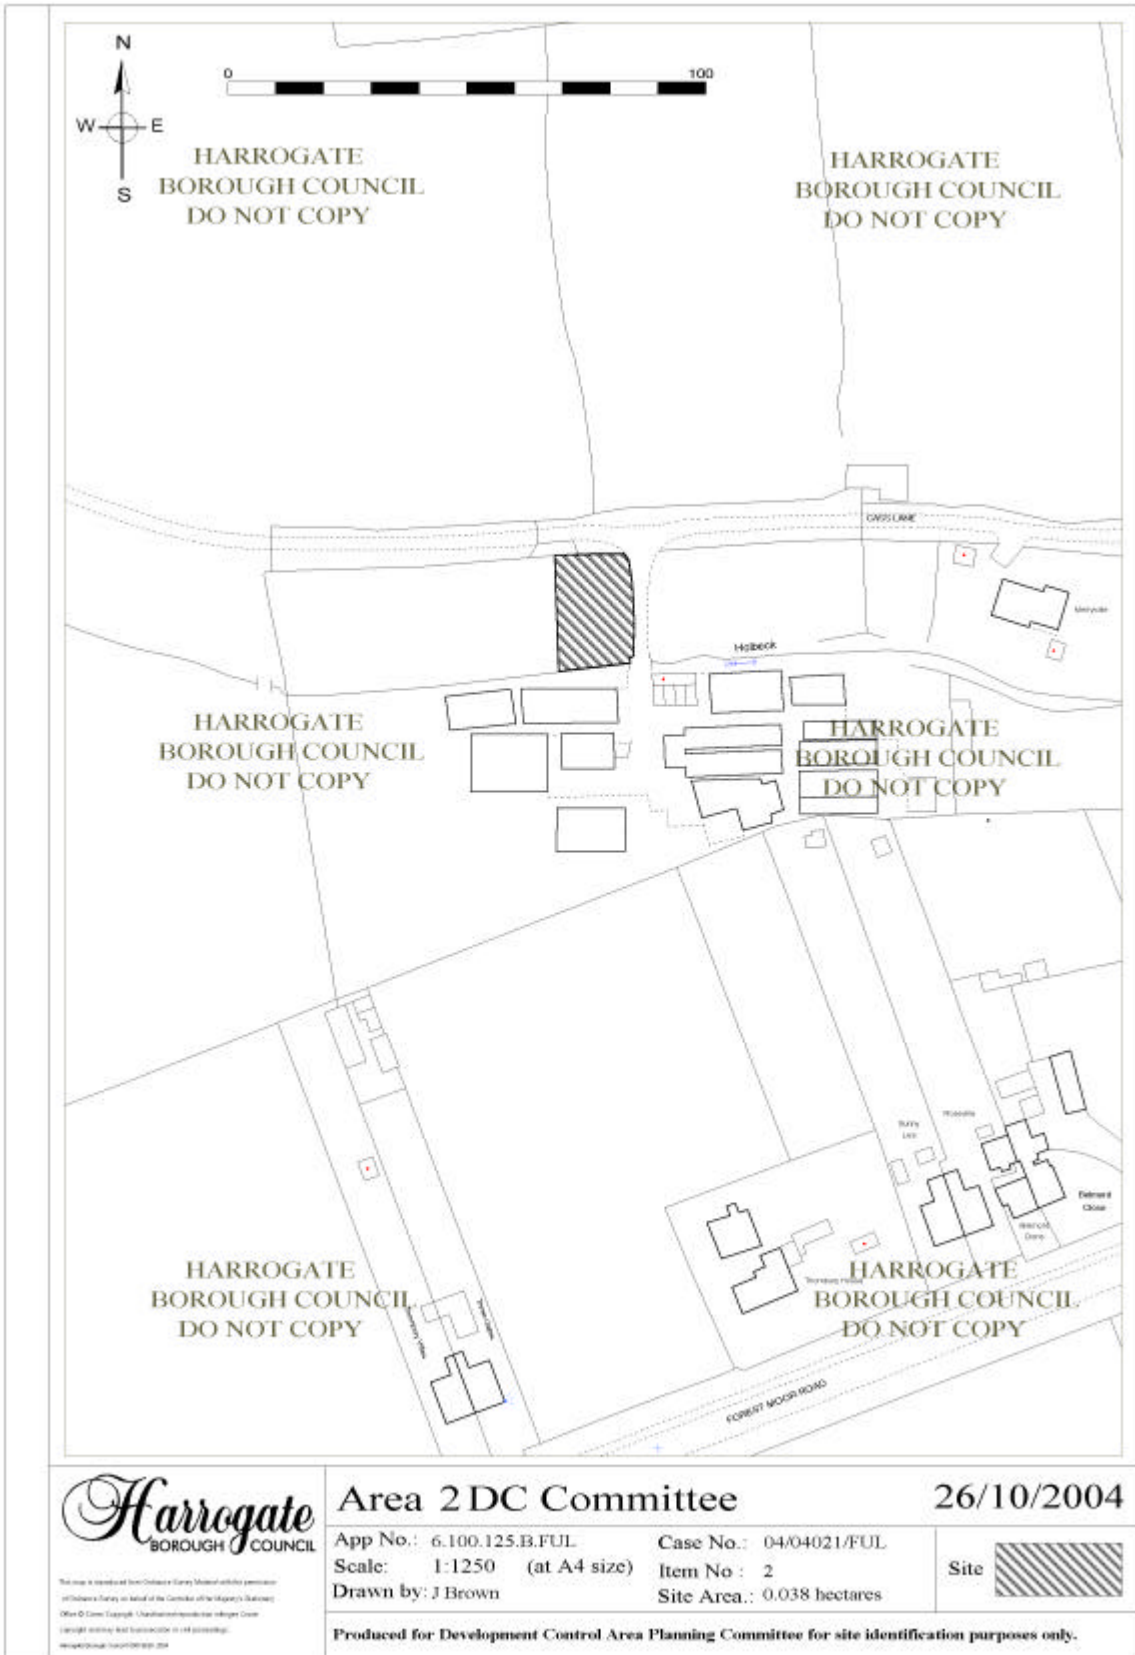 N
0 100
W E
S
HARROGATE
BOROUGH COUNCIL
DO NOT COPY
HARROGATE
BOROUGH COUNCIL
DO NOT COPY
CASS LANE
Holbeck
HARROGATE
BOROUGH COUNCIL
DO NOT COPY
HARROGATE
BOROUGH COUNCIL
DO NOT COPY
Belmont
Close
HARROGATE
BOROUGH COUNCIL
DO NOT COPY
HARROGATE
BOROUGH COUNCIL
DO NOT COPY
FOREST MOOR ROAD
Harrogate
BOROUGH COUNCIL
Area 2 DC Committee
26/10/2004
App No.: 6.100.125.B.FUL
Case No.: 04/04021/FUL
Scale: 1:1250 (at A4 size)
Item No : 2
Drawn by: J Brown
Site Area.: 0.038 hectares
Site
Produced for Development Control Area Planning Committee for site identification purposes only.